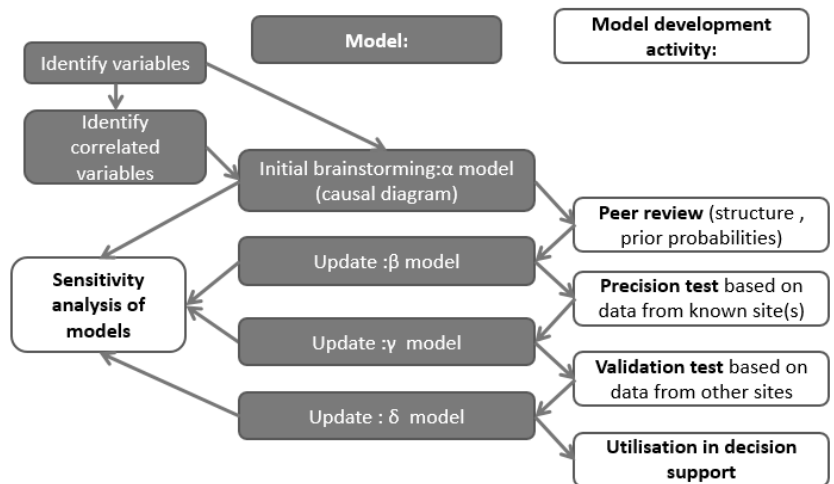 Model:
Model development
activity:
Identify variables
Identify
correlated
variables
Initial brainstorming:α model
(causal diagram)
Peer review (structure ,
prior probabilities)
Update :β model
Sensitivity
analysis of
models
Precision test based on
data from known site(s)
Update :γ  model
Validation test based on
data from other sites
Update : δ  model
Utilisation in decision
support